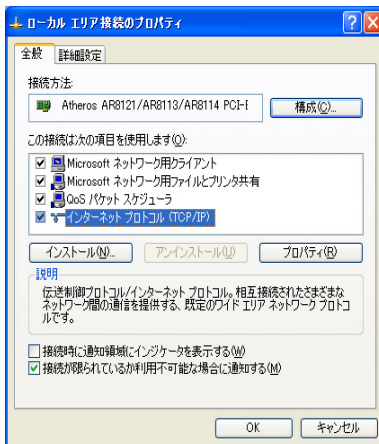 ローカル エリア接続のプロパティ
全般 詳細設定
接続方法:
Atheros AR8121/AR8113/AR8114 PCI-E 構成(C)...
この接続は次の項目を使用します(O):
Microsoft ネットワーク用クライアント
Microsoft ネットワーク用ファイルとプリンタ共有
QoS パケット スケジューラ
インターネット プロトコル (TCP/IP)
インストール(N)... アンインストール(U) プロパティ(R)
説明
伝送制御プロトコル/インターネット プロトコル。相互接続されたさまざまな
ネットワーク間の通信を提供する、既定のワイド エリア ネットワーク プロトコ
ルです。
接続時に通知領域にインジケータを表示する(W)
接続が限られているか利用不可能な場合に通知する(M)
OK キャンセル